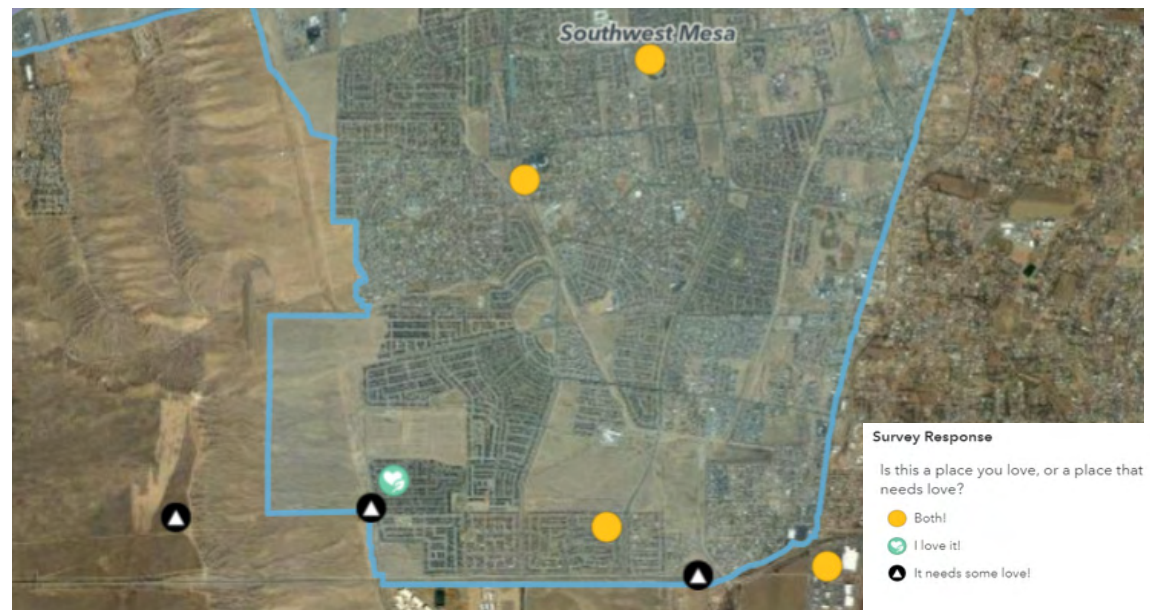 Southwest Mesa
Survey Response
Is this a place you love, or a place that
needs love?
Both!
I love it!
It needs some love!